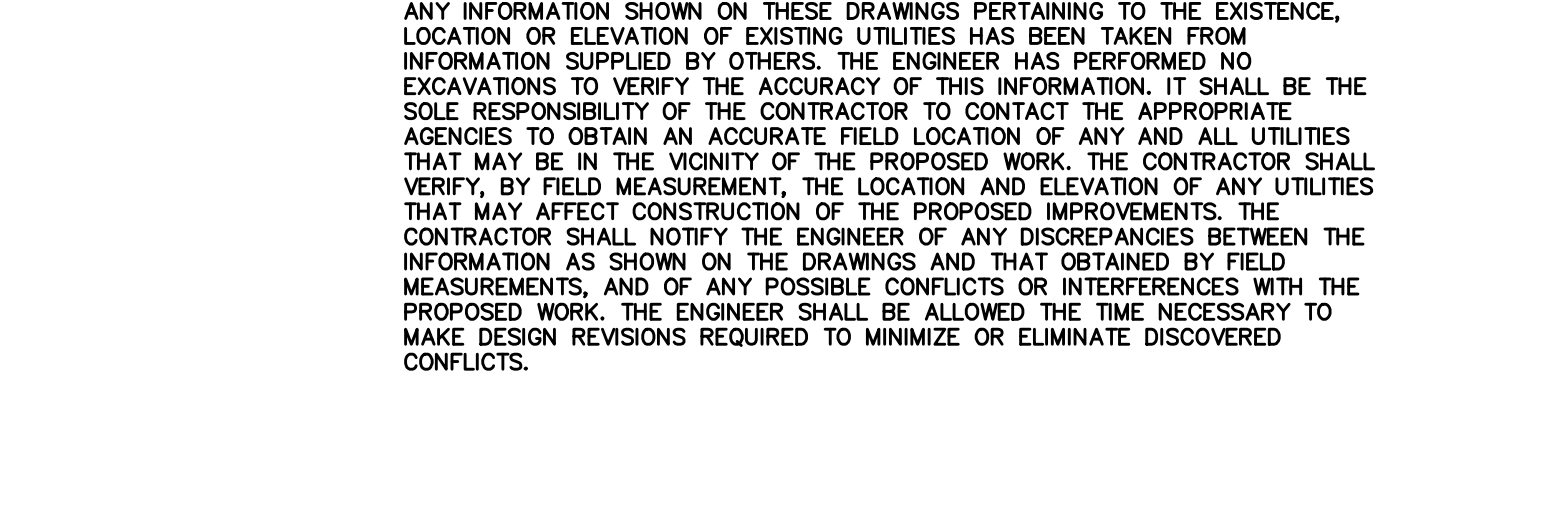 ANY INFORMATION SHOWN ON THESE DRAWINGS PERTAINING TO THE EXISTENCE,
LOCATION OR ELEVATION OF EXISTING UTILITIES HAS BEEN TAKEN FROM
INFORMATION SUPPLIED BY OTHERS. THE ENGINEER HAS PERFORMED NO
EXCAVATIONS TO VERIFY THE ACCURACY OF THIS INFORMATION. IT SHALL BE THE
SOLE RESPONSIBILITY OF THE CONTRACTOR TO CONTACT THE APPROPRIATE
AGENCIES TO OBTAIN AN ACCURATE FIELD LOCATION OF ANY AND ALL UTILITIES
THAT MAY BE IN THE VICINITY OF THE PROPOSED WORK. THE CONTRACTOR SHALL
VERIFY, BY FIELD MEASUREMENT, THE LOCATION AND ELEVATION OF ANY UTILITIES
THAT MAY AFFECT CONSTRUCTION OF THE PROPOSED IMPROVEMENTS. THE
CONTRACTOR SHALL NOTIFY THE ENGINEER OF ANY DISCREPANCIES BETWEEN THE
INFORMATION AS SHOWN ON THE DRAWINGS AND THAT OBTAINED BY FIELD
MEASUREMENTS, AND OF ANY POSSIBLE CONFLICTS OR INTERFERENCES WITH THE
PROPOSED WORK. THE ENGINEER SHALL BE ALLOWED THE TIME NECESSARY TO
MAKE DESIGN REVISIONS REQUIRED TO MINIMIZE OR ELIMINATE DISCOVERED
CONFLICTS.